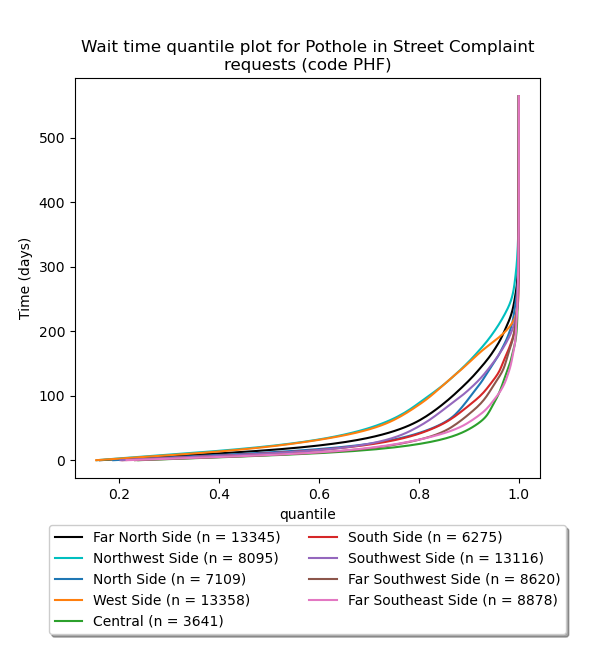 Wait time quantile plot for Pothole in Street Complaint
requests (code PHF)
Time (days)
500
400
300
200
100
0
0.2 0.4 0.6 0.8 1.0
quantile
Far North Side (n = 13345)
Northwest Side (n = 8095)
North Side (n = 7109)
West Side (n = 13358)
Central (n = 3641)
South Side (n = 6275)
Southwest Side (n = 13116)
Far Southwest Side (n = 8620)
Far Southeast Side (n = 8878)